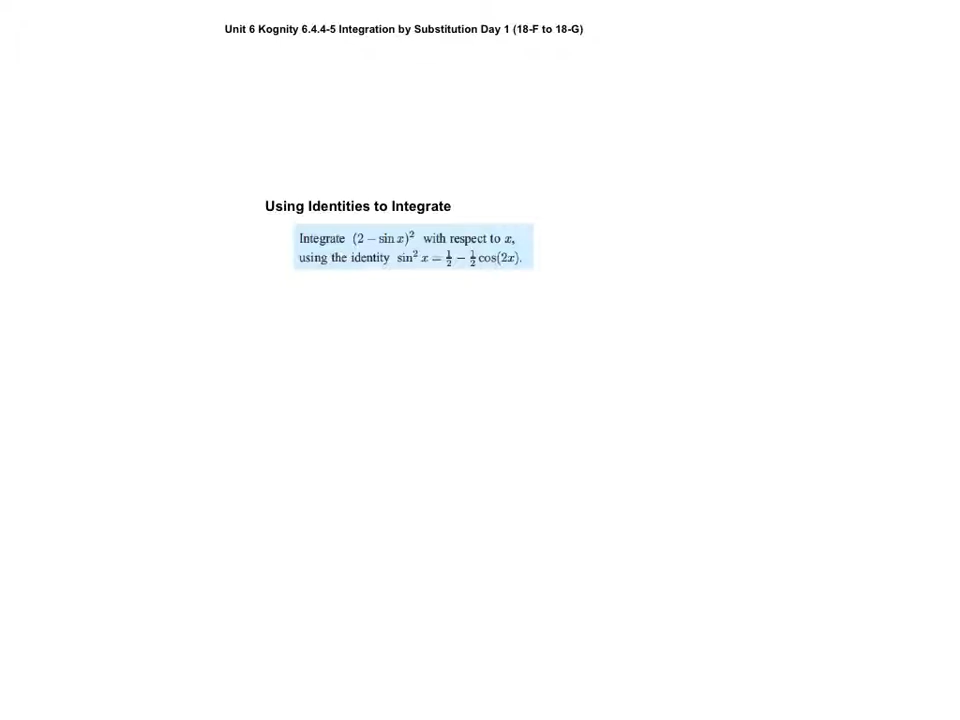 Unit 6 Kognity 6.4.4-5 Integration by Substitution Day 1 (18-F to 18-G)
Using Identities to Integrate
Integrate (2 − sin x)² with respect to x,
using the identity sin² x = ½ − ½ cos(2x).